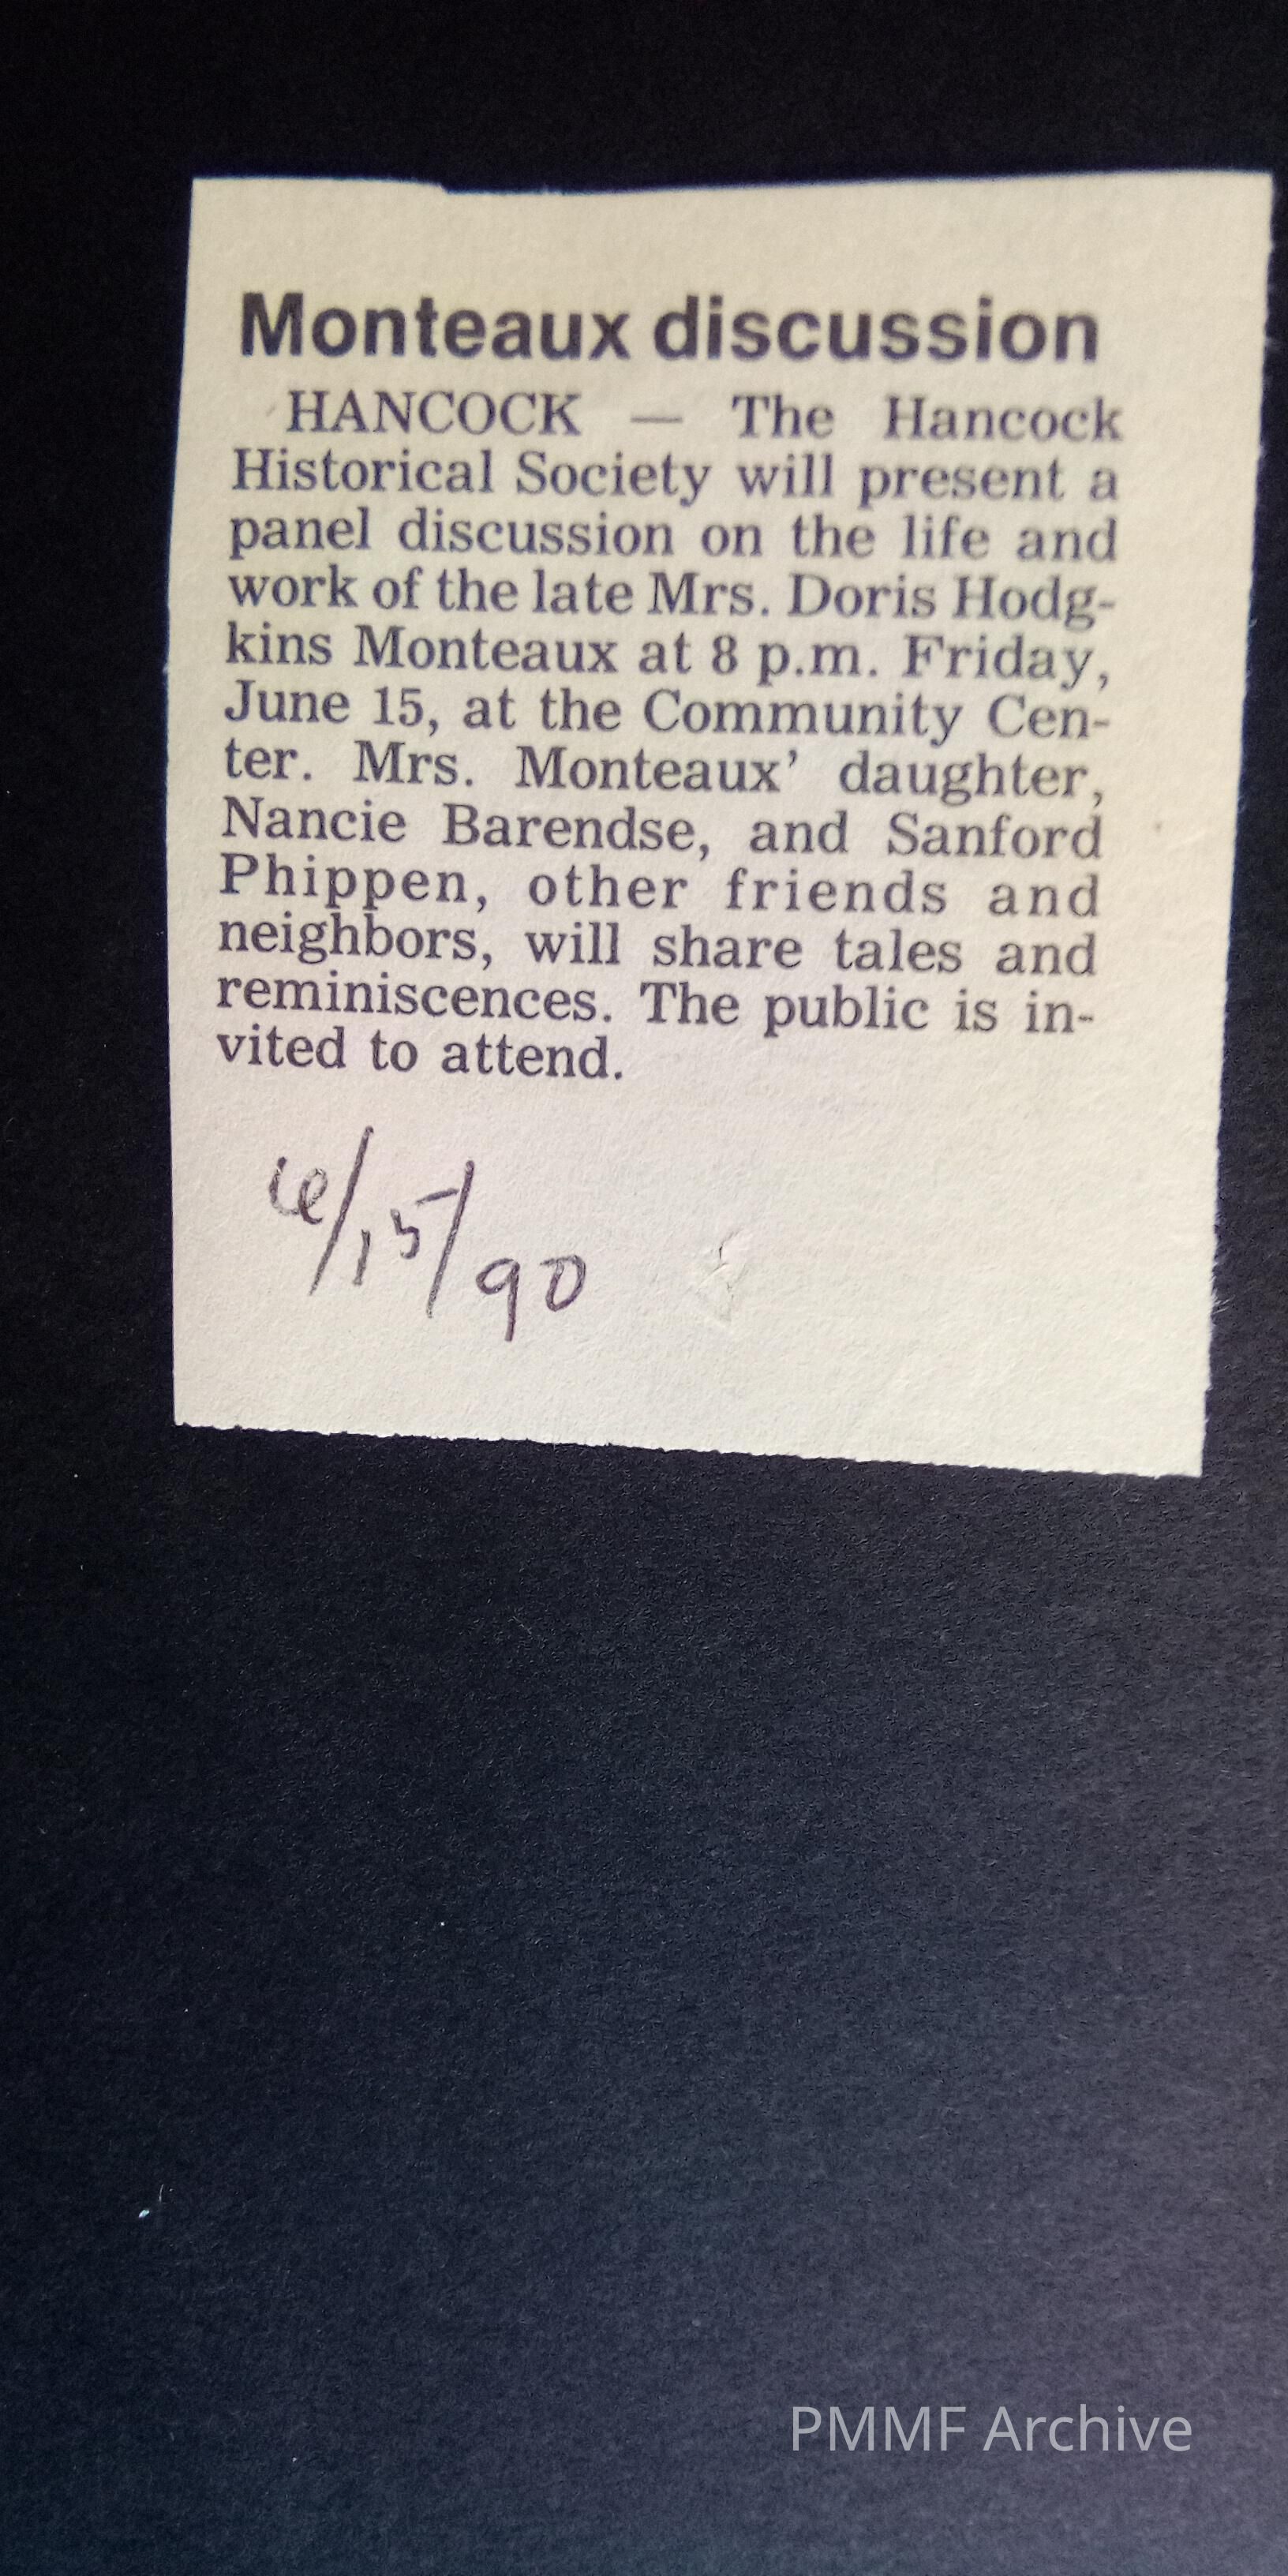 Monteaux discussion
HANCOCK — The Hancock
Historical Society will present a
panel discussion on the life and
work of the late Mrs. Doris Hodg-
kins Monteaux at 8 p.m. Friday,
June 15, at the Community Cen-
ter. Mrs. Monteaux' daughter,
Nancie Barendse, and Sanford
Phippen, other friends and
neighbors, will share tales and
reminiscences. The public is in-
vited to attend.
6/15/90
PMMF Archive